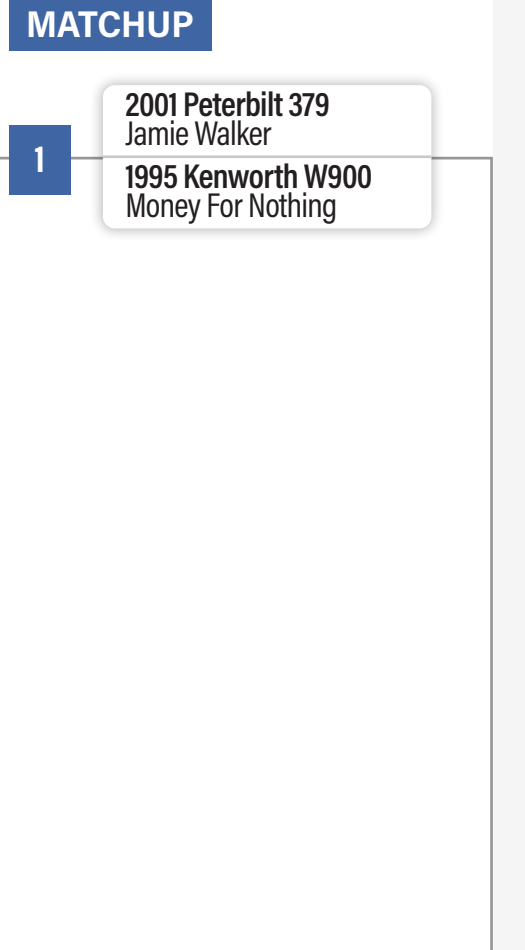 MATCHUP
1
2001 Peterbilt 379
Jamie Walker
1995 Kenworth W900
Money For Nothing